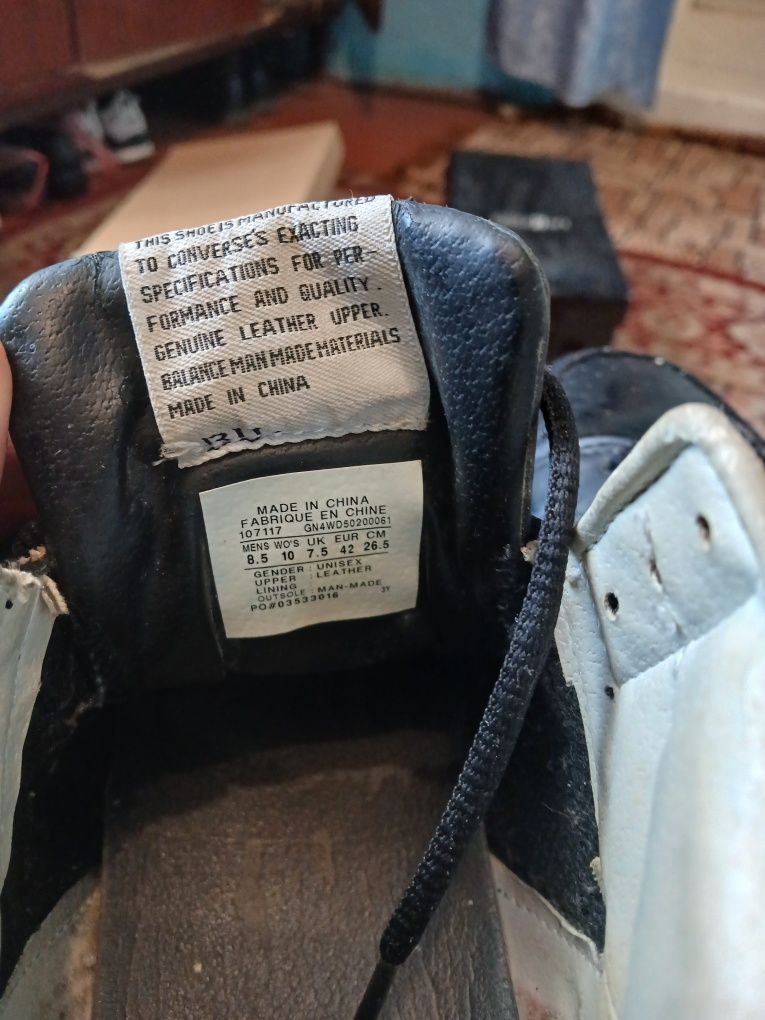 THIS SHOE IS MANUFACTURED
TO CONVERSE'S EXACTING
SPECIFICATIONS FOR PER-
FORMANCE AND QUALITY.
GENUINE LEATHER UPPER.
BALANCE MAN MADE MATERIALS
MADE IN CHINA
MADE IN CHINA
FABRIQUE EN CHINE
107117 GN4WD50200061
MENS WO'S UK EUR CM
8.5 10 7.5 42 26.5
GENDER : UNISEX
UPPER : LEATHER
LINING
OUTSOLE : MAN-MADE
PO#03533016 3Y